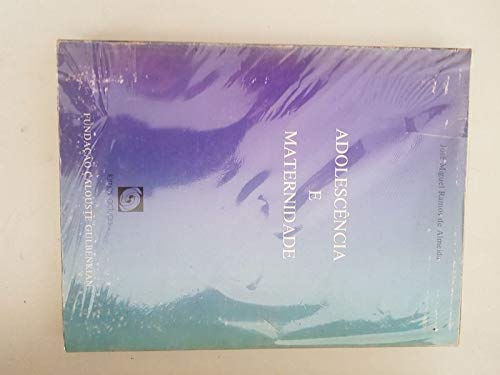 José Miguel Ramos de Almeida
ADOLESCÊNCIA
E
MATERNIDADE
FUNDAÇÃO CALOUSTE GULBENKIAN